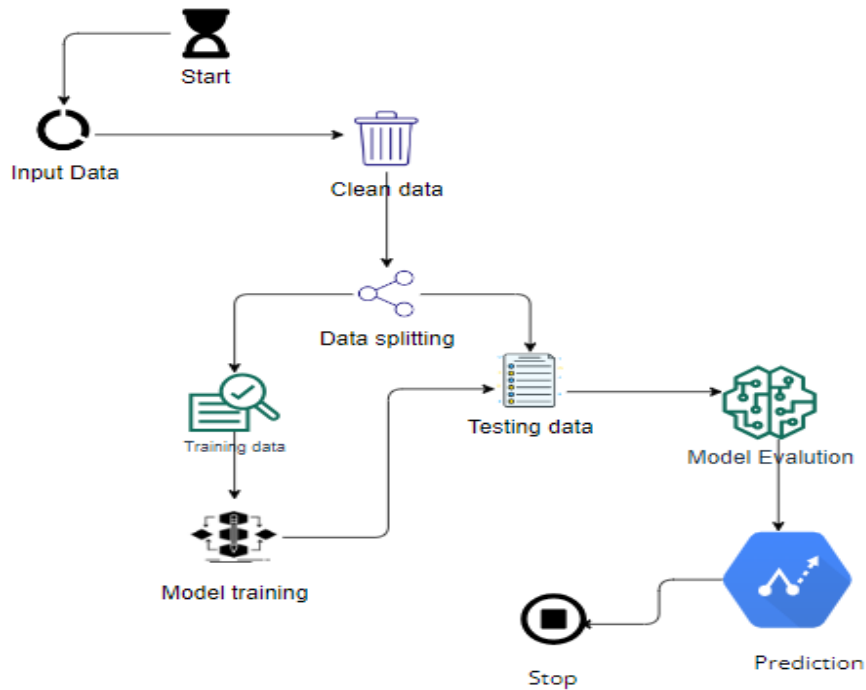 Start
Input Data
Clean data
Data splitting
Training data
Testing data
Model Evalution
Model training
Prediction
Stop